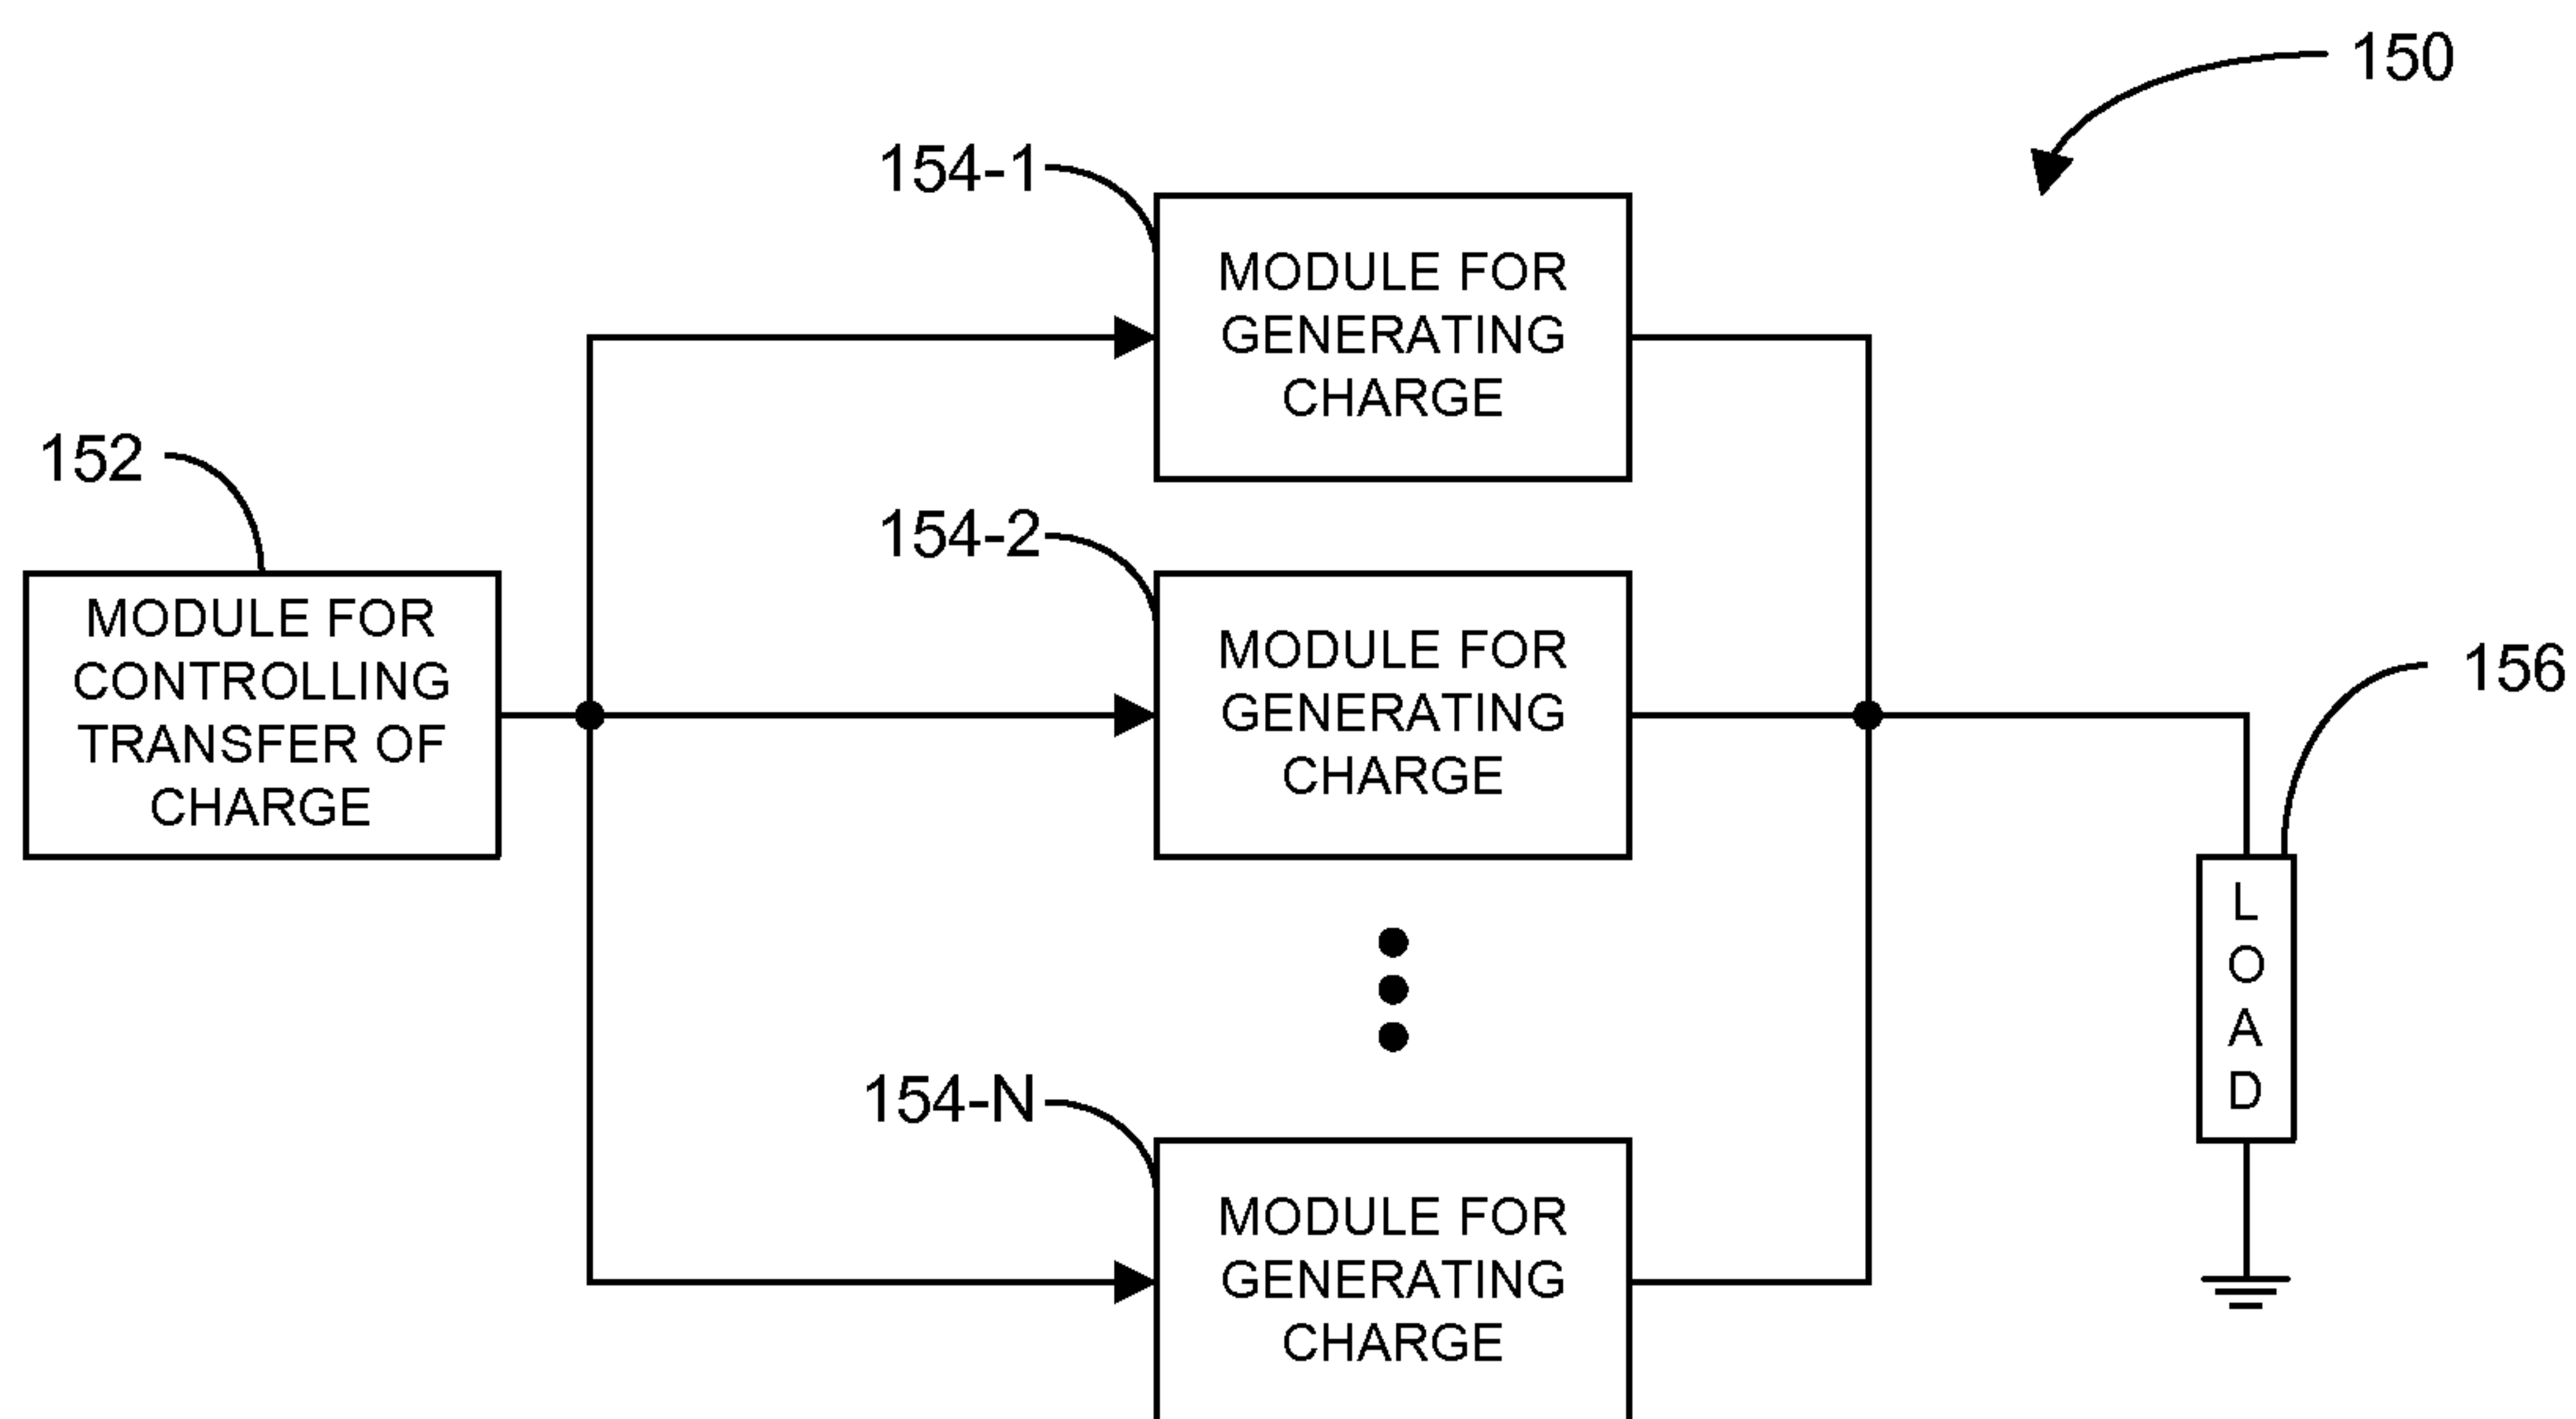 150
154-1
MODULE FOR
GENERATING
CHARGE
152
MODULE FOR
CONTROLLING
TRANSFER OF
CHARGE
154-2
MODULE FOR
GENERATING
CHARGE
156
L
O
A
D
154-N
MODULE FOR
GENERATING
CHARGE